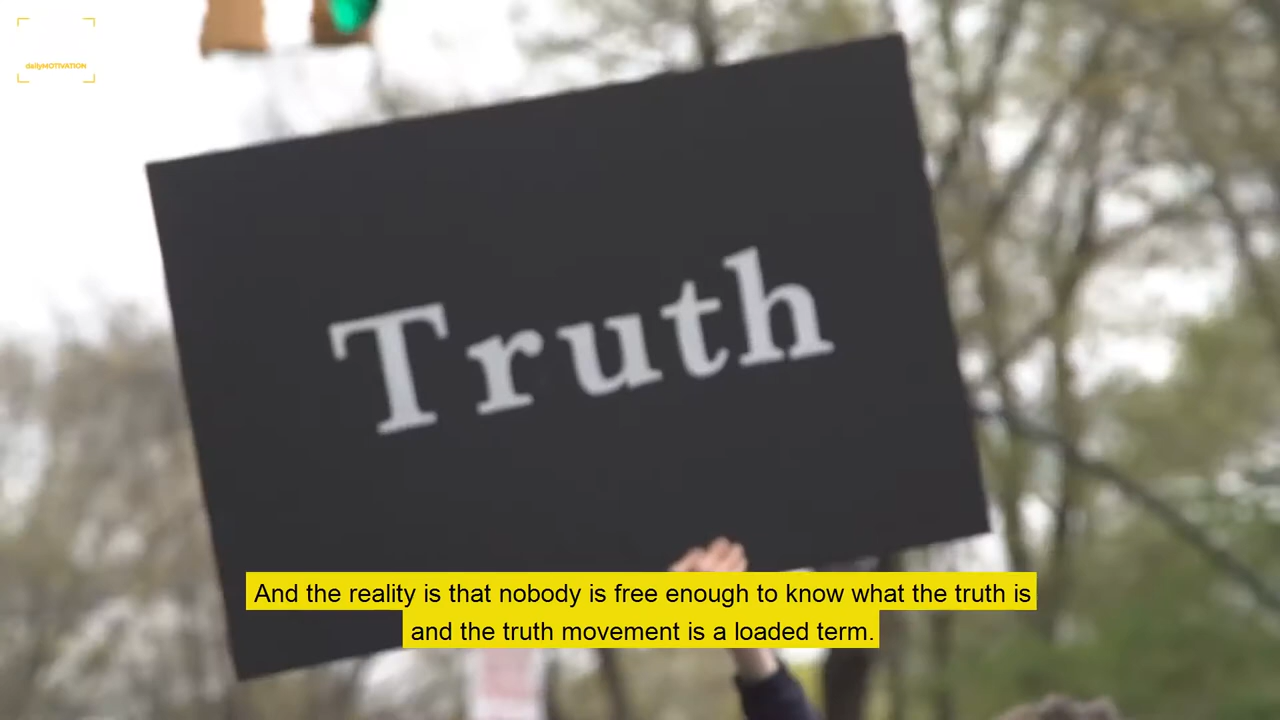 dailyMOTIVATION
Truth
And the reality is that nobody is free enough to know what the truth is
and the truth movement is a loaded term.